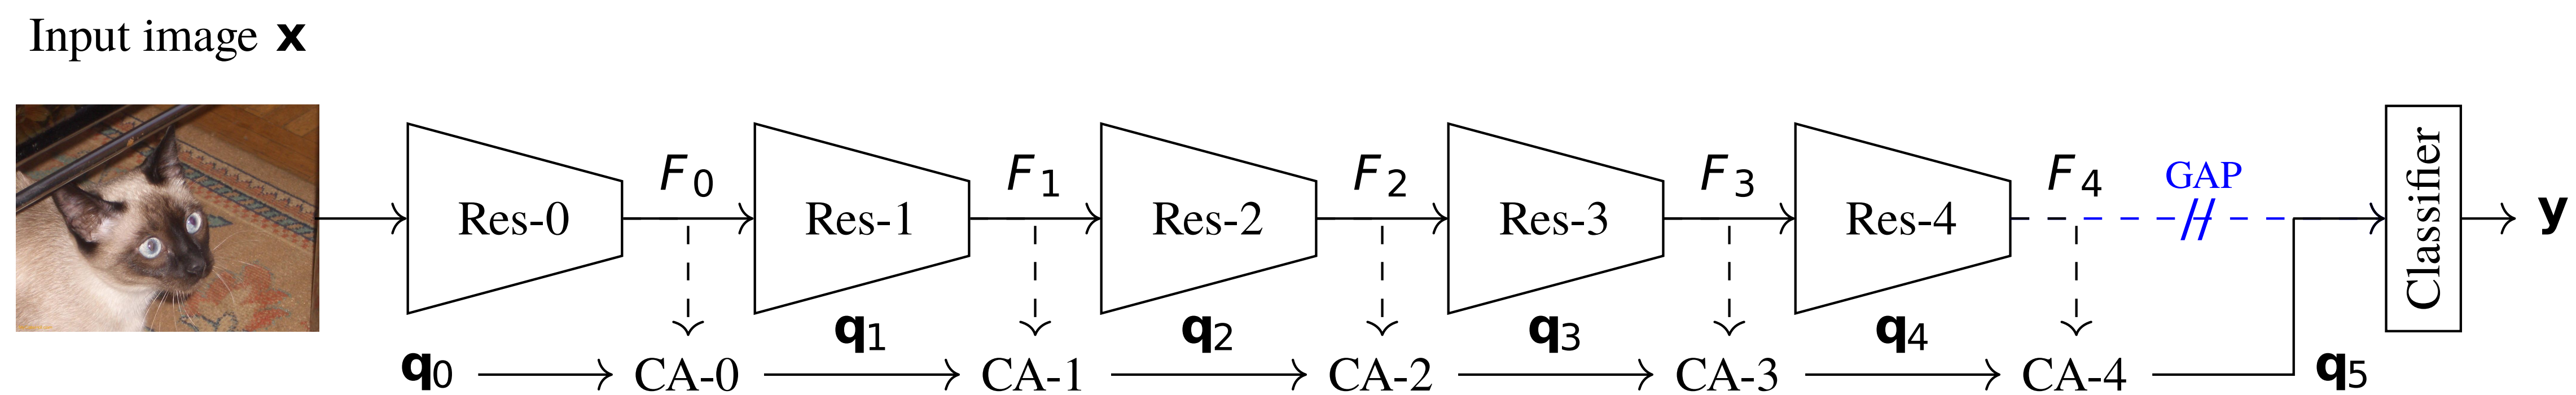 Input image x
F0 F1 F2 F3 F4 GAP
Res-0 Res-1 Res-2 Res-3 Res-4 Classifier y
q1 q2 q3 q4
q0 CA-0 CA-1 CA-2 CA-3 CA-4 q5